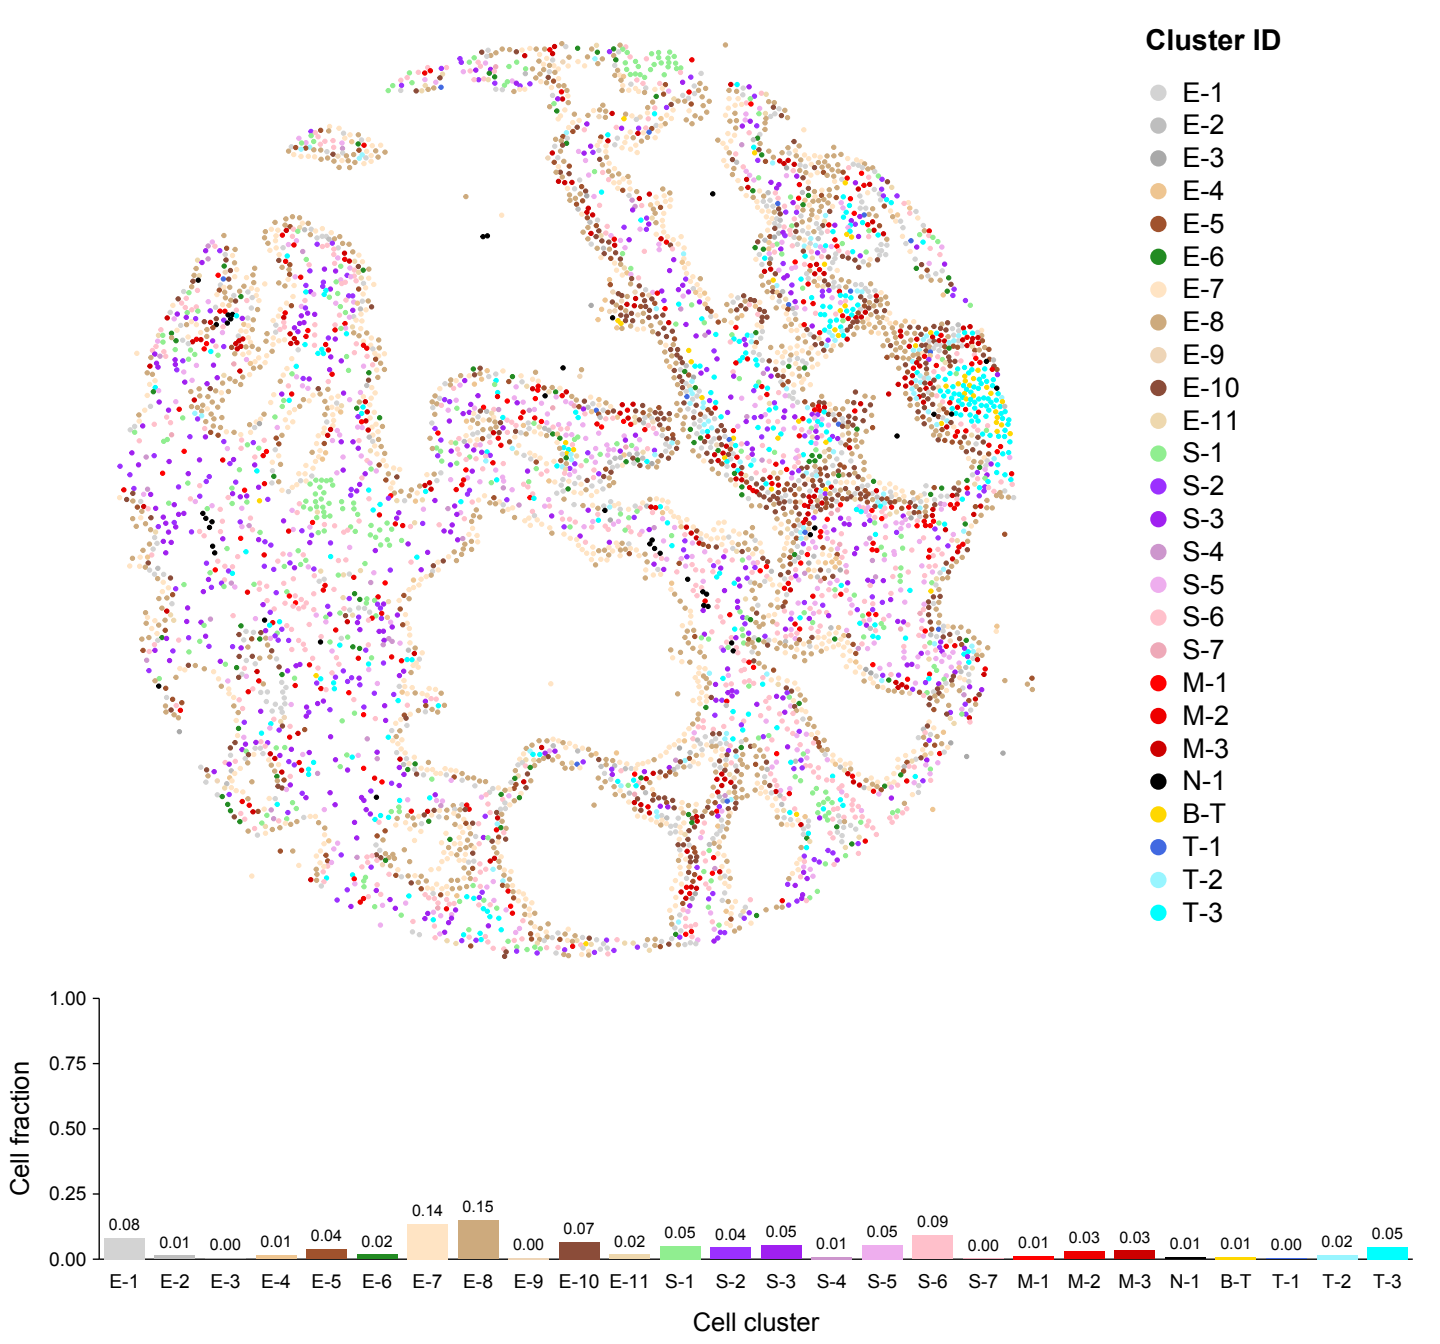 Cluster ID
E-1
E-2
E-3
E-4
E-5
E-6
E-7
E-8
E-9
E-10
E-11
S-1
S-2
S-3
S-4
S-5
S-6
S-7
M-1
M-2
M-3
N-1
B-T
T-1
T-2
T-3
1.00
0.75
0.50
0.25
0.00
Cell fraction
0.08 0.01 0.00 0.01 0.04 0.02 0.14 0.15 0.00 0.07 0.02 0.05 0.04 0.05 0.01 0.05 0.09 0.00 0.01 0.03 0.03 0.01 0.01 0.00 0.02 0.05
E-1 E-2 E-3 E-4 E-5 E-6 E-7 E-8 E-9 E-10 E-11 S-1 S-2 S-3 S-4 S-5 S-6 S-7 M-1 M-2 M-3 N-1 B-T T-1 T-2 T-3
Cell cluster